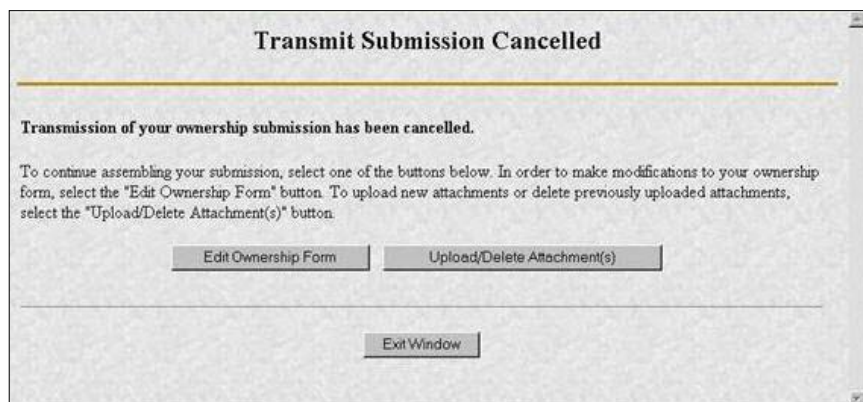 Transmit Submission Cancelled
Transmission of your ownership submission has been cancelled.
To continue assembling your submission, select one of the buttons below. In order to make modifications to your ownership
form, select the "Edit Ownership Form" button. To upload new attachments or delete previously uploaded attachments,
select the "Upload/Delete Attachment(s)" button.
Edit Ownership Form Upload/Delete Attachment(s)
Exit Window